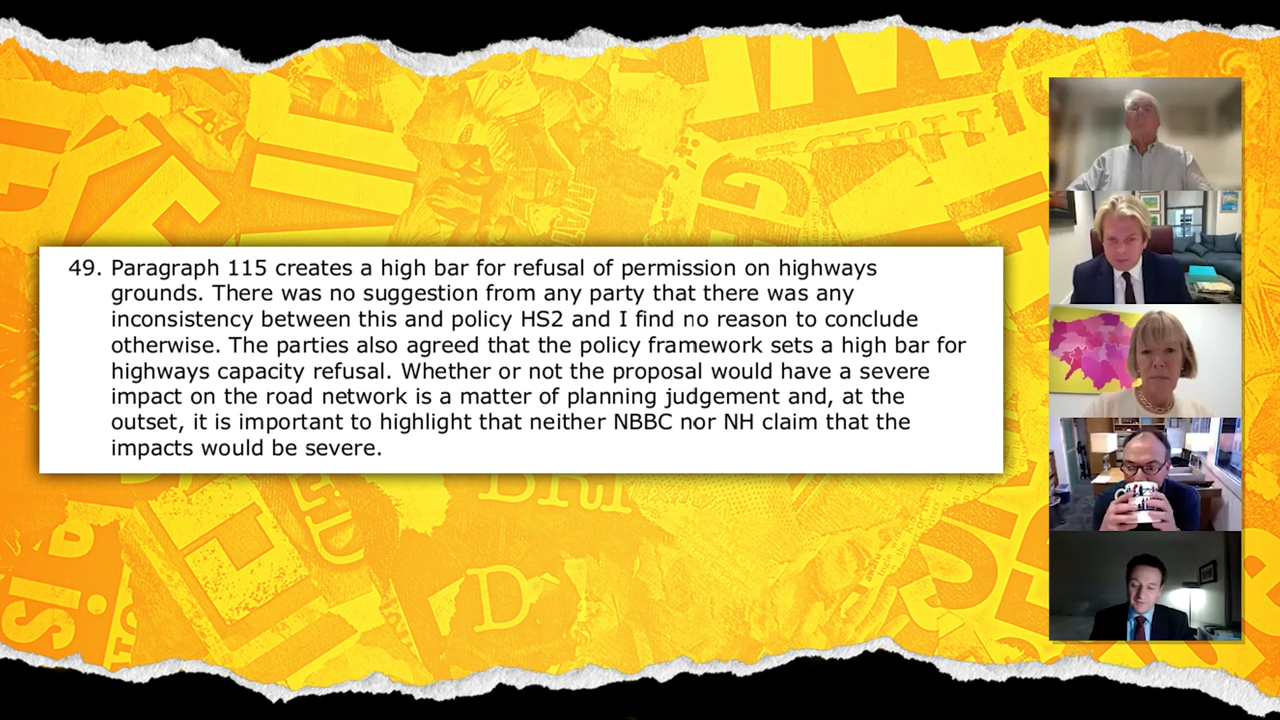 49. Paragraph 115 creates a high bar for refusal of permission on highways
grounds. There was no suggestion from any party that there was any
inconsistency between this and policy HS2 and I find no reason to conclude
otherwise. The parties also agreed that the policy framework sets a high bar for
highways capacity refusal. Whether or not the proposal would have a severe
impact on the road network is a matter of planning judgement and, at the
outset, it is important to highlight that neither NBBC nor NH claim that the
impacts would be severe.